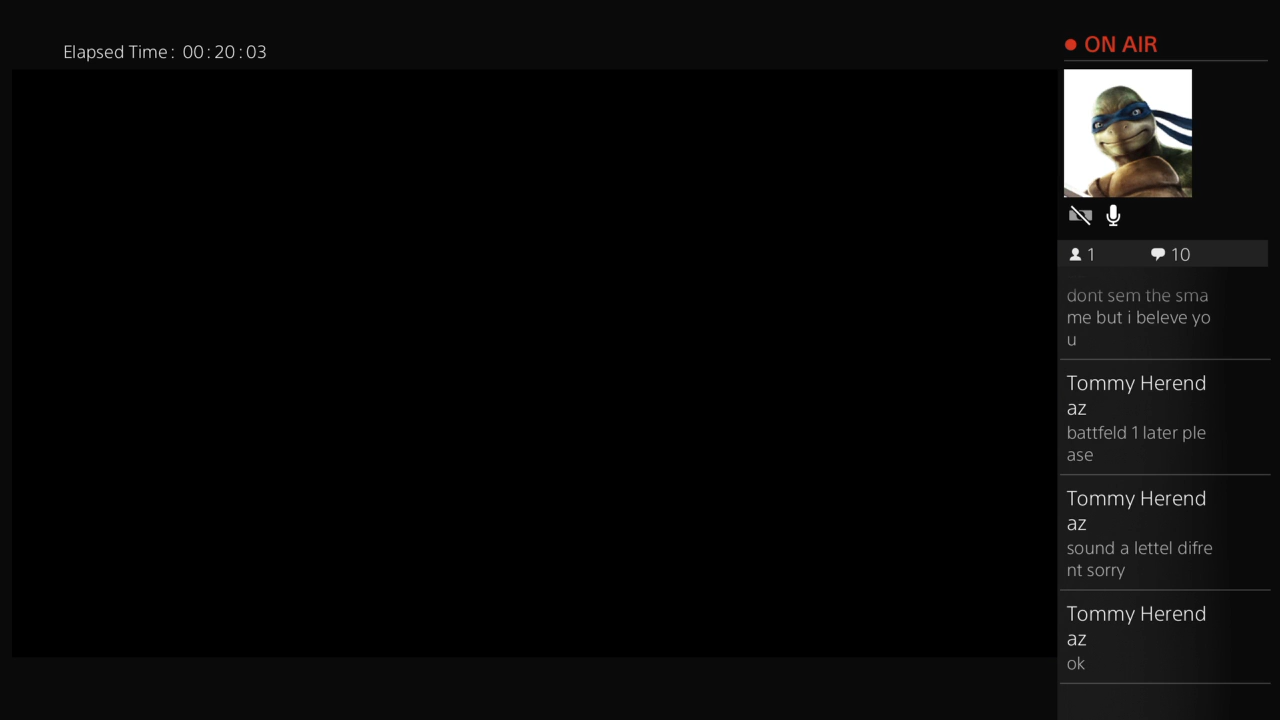 Elapsed Time: 00:20:03
ON AIR
1 10
dont sem the sma
me but i beleve yo
u
Tommy Herend
az
battfeld 1 later ple
ase
Tommy Herend
az
sound a lettel difre
nt sorry
Tommy Herend
az
ok